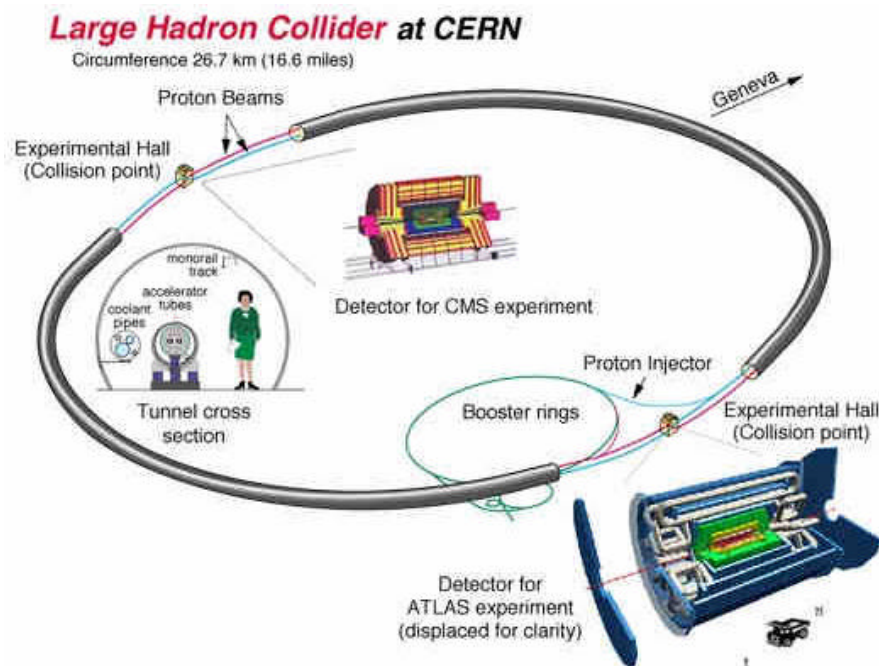 Large Hadron Collider at CERN
Circumference 26.7 km (16.6 miles)
Geneva
Proton Beams
Experimental Hall
(Collision point)
monorail
track
accelerator
tubes
coolant
pipes
Tunnel cross
section
Detector for CMS experiment
Proton Injector
Booster rings
Experimental Hall
(Collision point)
Detector for
ATLAS experiment
(displaced for clarity)